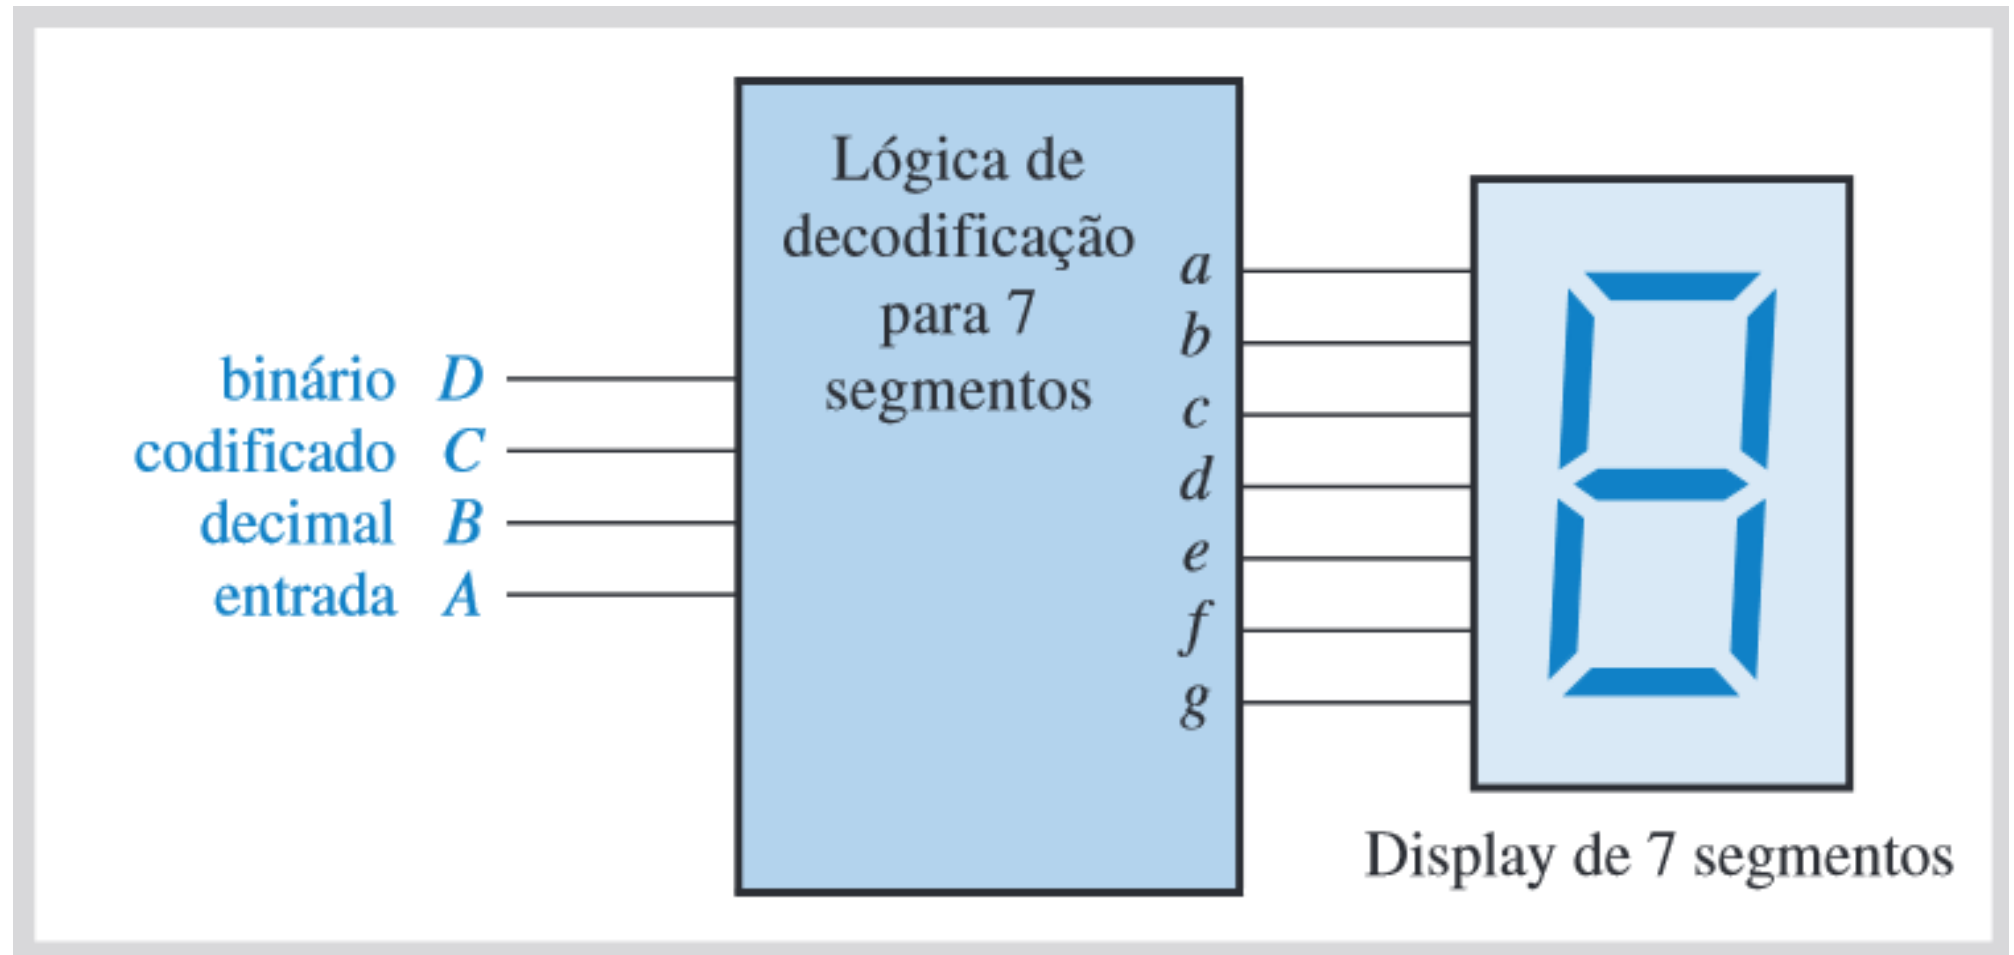 Lógica de
decodificação
para 7
segmentos
binário D
codificado C
decimal B
entrada A
a
b
c
d
e
f
g
Display de 7 segmentos